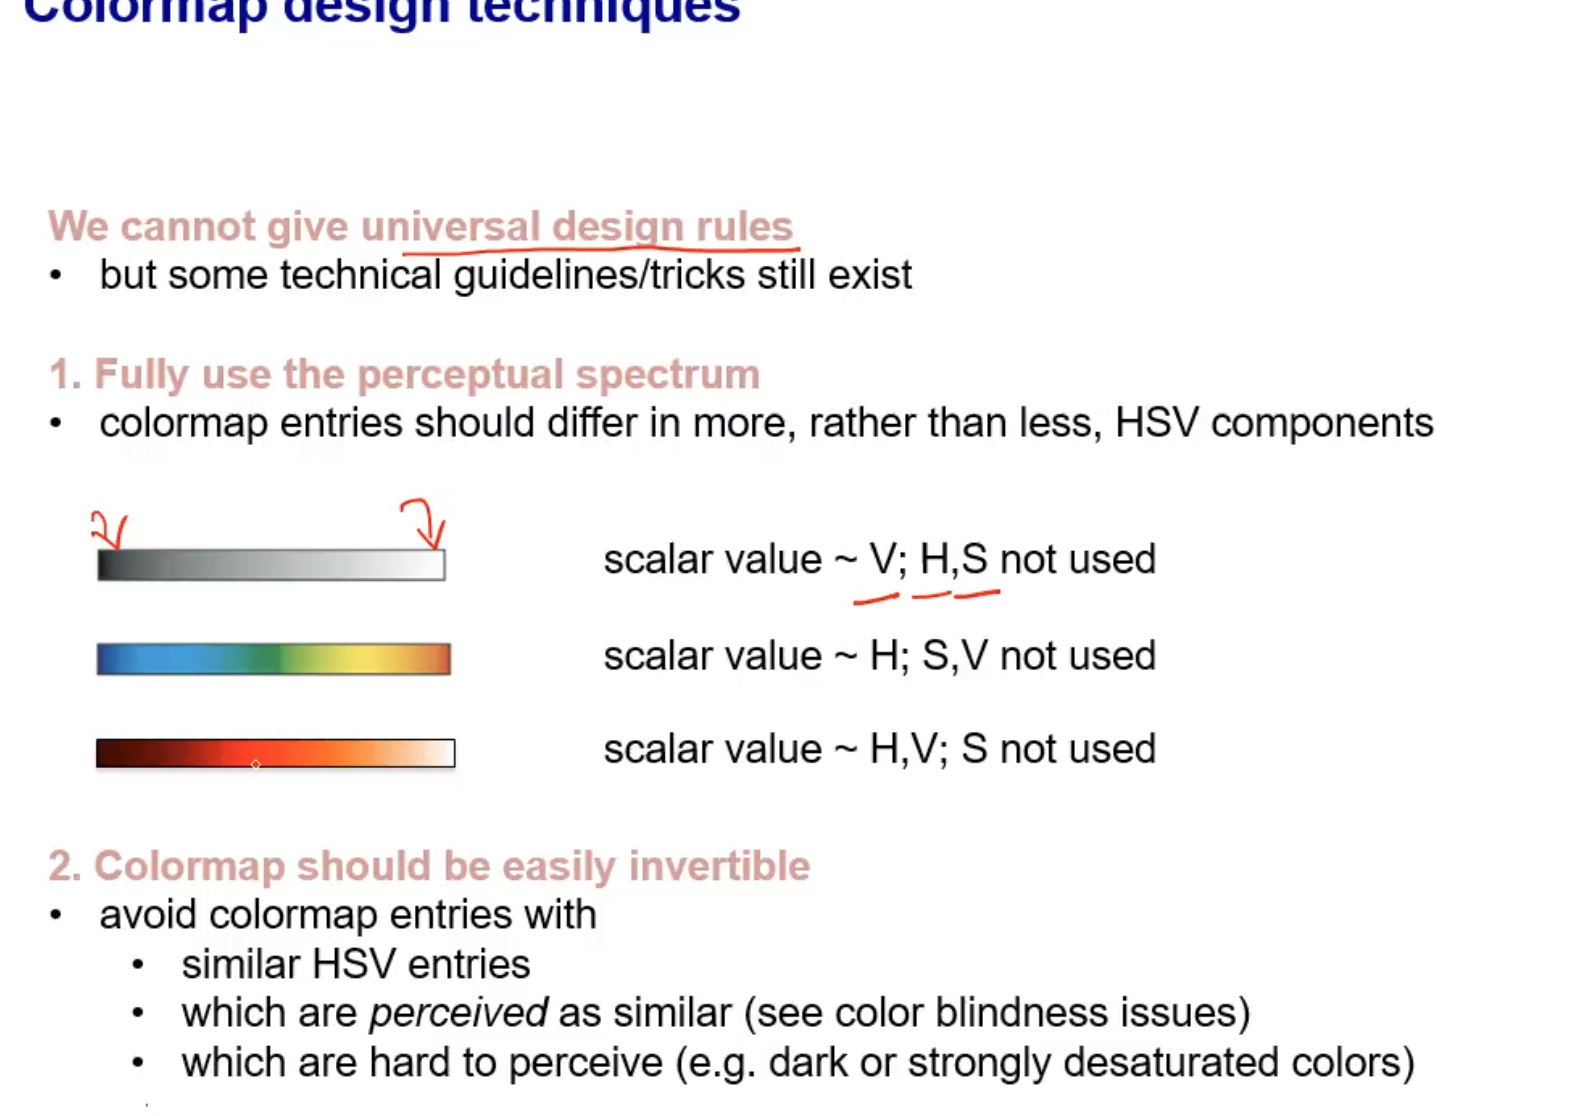 Colormap design techniques
We cannot give universal design rules
• but some technical guidelines/tricks still exist
1. Fully use the perceptual spectrum
• colormap entries should differ in more, rather than less, HSV components
scalar value ~ V; H,S not used
scalar value ~ H; S,V not used
scalar value ~ H,V; S not used
2. Colormap should be easily invertible
• avoid colormap entries with
• similar HSV entries
• which are perceived as similar (see color blindness issues)
• which are hard to perceive (e.g. dark or strongly desaturated colors)